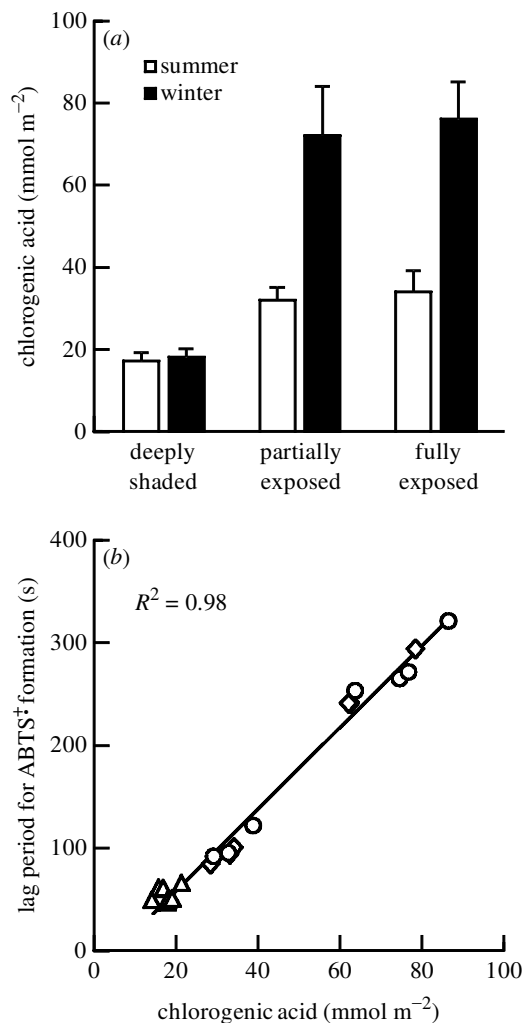 (a)
100
80
60
40
20
0
chlorogenic acid (mmol m−2)
summer
winter
deeply
shaded
partially
exposed
fully
exposed
(b)
R2 = 0.98
400
300
200
100
0
lag period for ABTS‡ formation (s)
0 20 40 60 80 100
chlorogenic acid (mmol m−2)